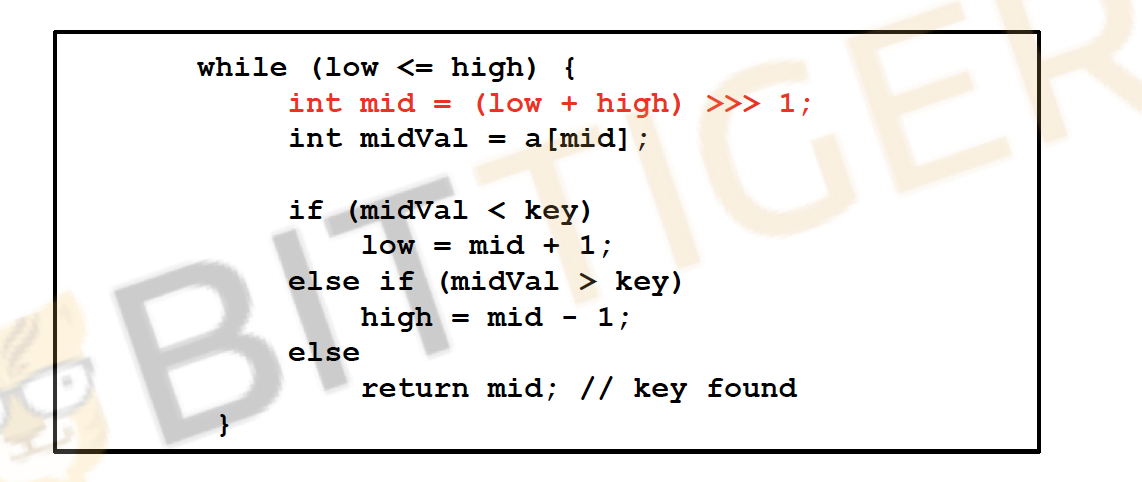 while (low <= high) {
int mid = (low + high) >>> 1;
int midVal = a[mid];
if (midVal < key)
low = mid + 1;
else if (midVal > key)
high = mid - 1;
else
return mid; // key found
}
BITTIGER